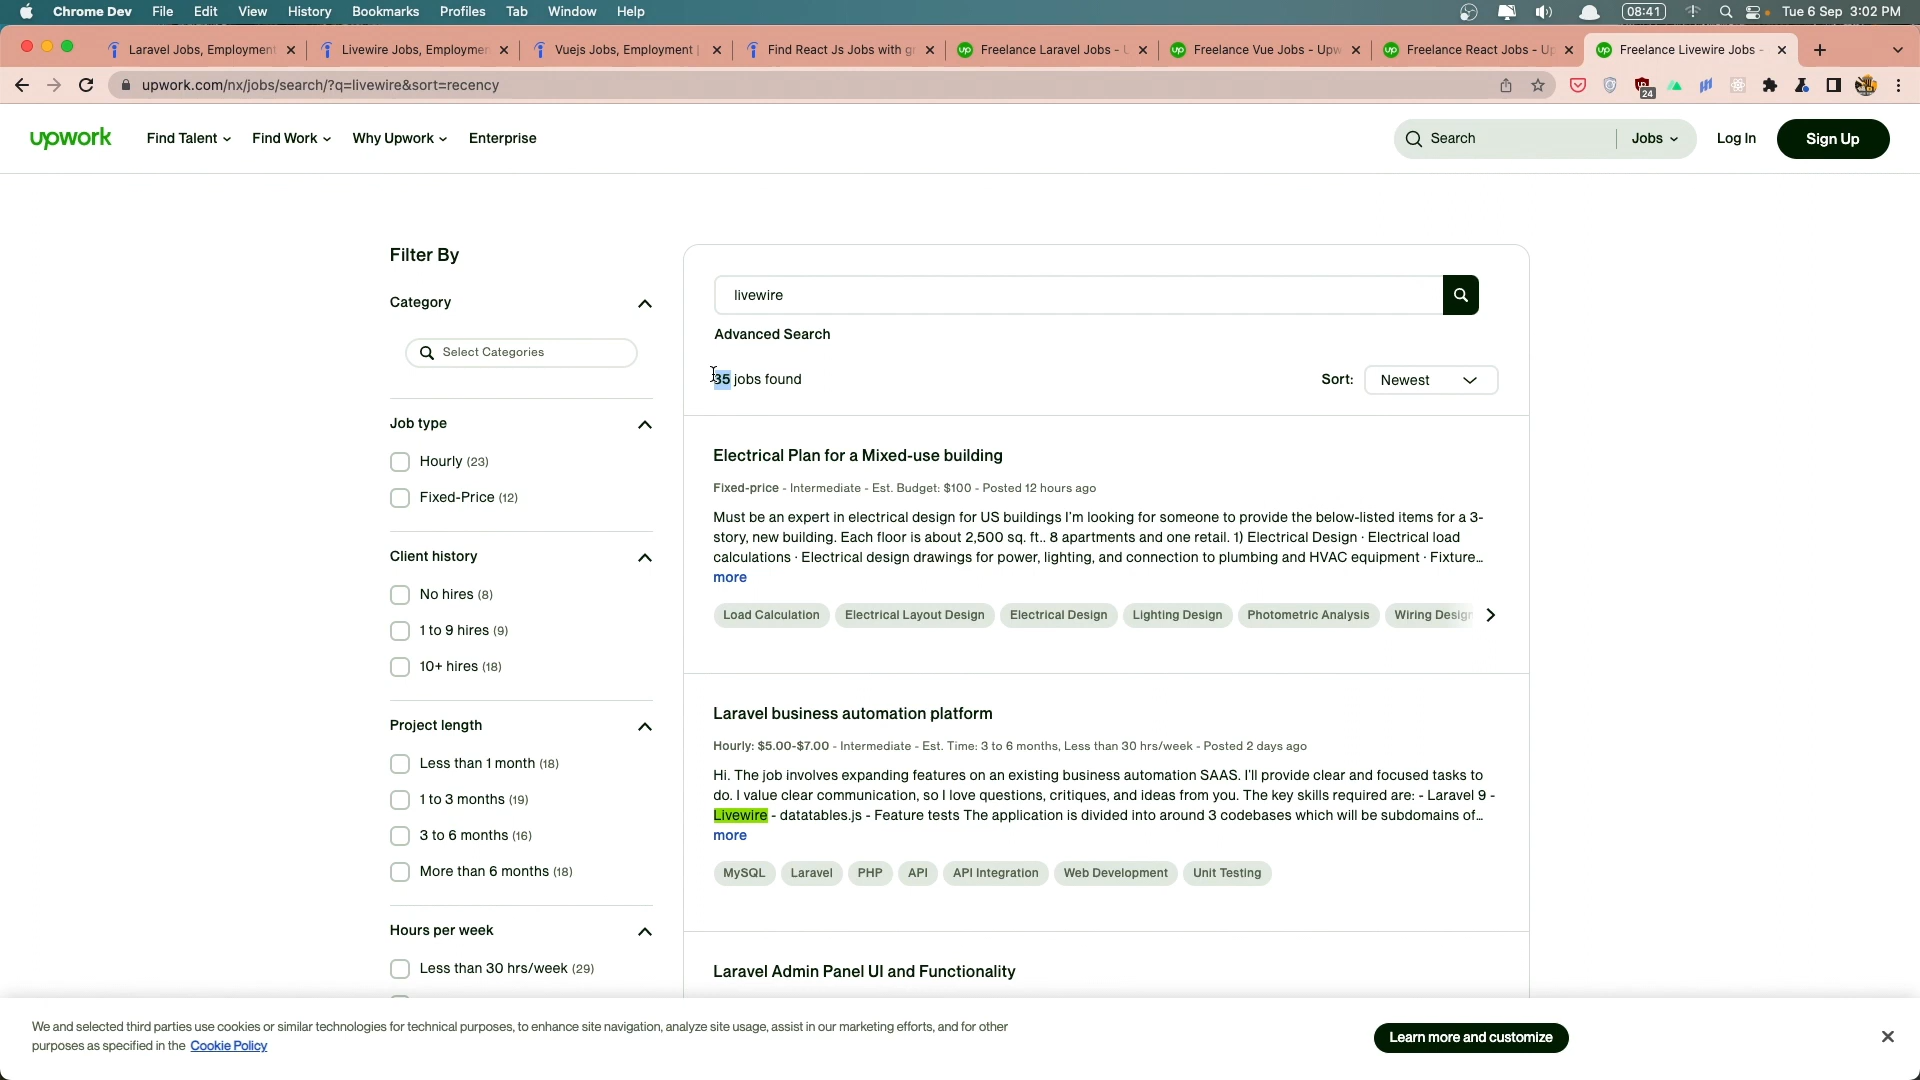 Chrome Dev File Edit View History Bookmarks Profiles Tab Window Help 08:41 Tue 6 Sep 3:02 PM
Laravel Jobs, Employment Livewire Jobs, Employmen Vuejs Jobs, Employment | Find React Js Jobs with gr Freelance Laravel Jobs - U Freelance Vue Jobs - Upw Freelance React Jobs - Up Freelance Livewire Jobs -
upwork.com/nx/jobs/search/?q=livewire&sort=recency 24
upwork Find Talent Find Work Why Upwork Enterprise Search Jobs Log In Sign Up
Filter By
Category
Select Categories
Job type
Hourly (23)
Fixed-Price (12)
Client history
No hires (8)
1 to 9 hires (9)
10+ hires (18)
Project length
Less than 1 month (18)
1 to 3 months (19)
3 to 6 months (16)
More than 6 months (18)
Hours per week
Less than 30 hrs/week (29)
livewire
Advanced Search
35 jobs found Sort: Newest
Electrical Plan for a Mixed-use building
Fixed-price - Intermediate - Est. Budget: $100 - Posted 12 hours ago
Must be an expert in electrical design for US buildings I'm looking for someone to provide the below-listed items for a 3-
story, new building. Each floor is about 2,500 sq. ft.. 8 apartments and one retail. 1) Electrical Design · Electrical load
calculations · Electrical design drawings for power, lighting, and connection to plumbing and HVAC equipment · Fixture...
more
Load Calculation Electrical Layout Design Electrical Design Lighting Design Photometric Analysis Wiring Design
Laravel business automation platform
Hourly: $5.00-$7.00 - Intermediate - Est. Time: 3 to 6 months, Less than 30 hrs/week - Posted 2 days ago
Hi. The job involves expanding features on an existing business automation SAAS. I'll provide clear and focused tasks to
do. I value clear communication, so I love questions, critiques, and ideas from you. The key skills required are: - Laravel 9 -
Livewire - datatables.js - Feature tests The application is divided into around 3 codebases which will be subdomains of...
more
MySQL Laravel PHP API API Integration Web Development Unit Testing
Laravel Admin Panel UI and Functionality
We and selected third parties use cookies or similar technologies for technical purposes, to enhance site navigation, analyze site usage, assist in our marketing efforts, and for other
purposes as specified in the Cookie Policy
Learn more and customize